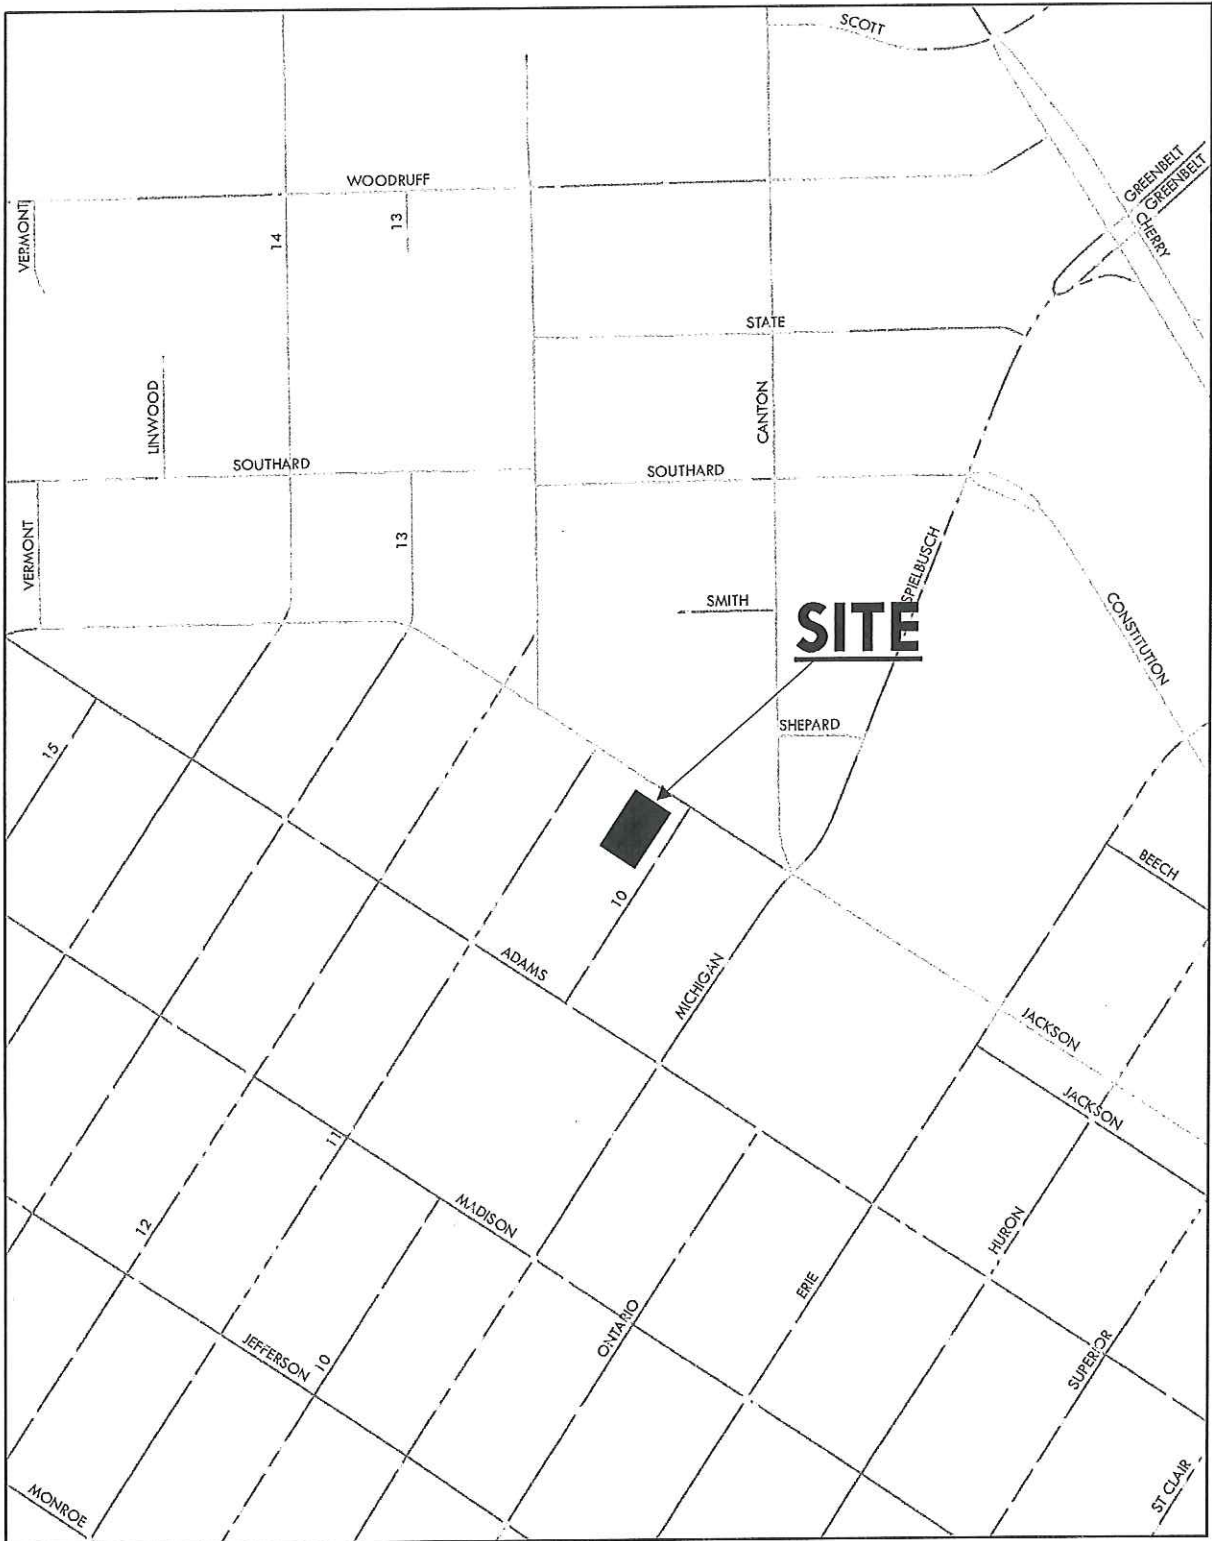 SCOTT
GREENBELT
GREENBELT
CHERRY
WOODRUFF
VERMONT
14
13
STATE
LINWOOD
CANTON
SOUTHARD
SOUTHARD
VERMONT
13
SPIELBUSCH
SMITH
SITE
CONSTITUTION
SHEPARD
15
BEECH
10
ADAMS
MICHIGAN
JACKSON
JACKSON
11
MADISON
12
HURON
ERIE
ONTARIO
JEFFERSON
10
SUPERIOR
MONROE
ST CLAIR